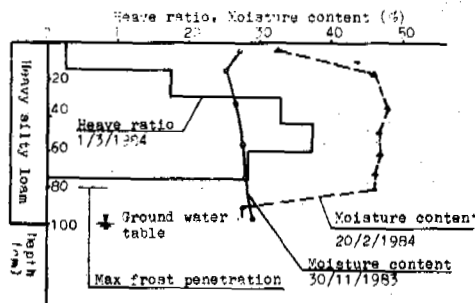 Heave ratio, Moisture content (%)
0 10 20 30 40 50
20
40
60
80
100
Heavy silty loam
Depth (cm)
Heave ratio
1/3/1984
Ground water
table
Max frost penetration
Moisture content
20/2/1984
Moisture content
30/11/1983